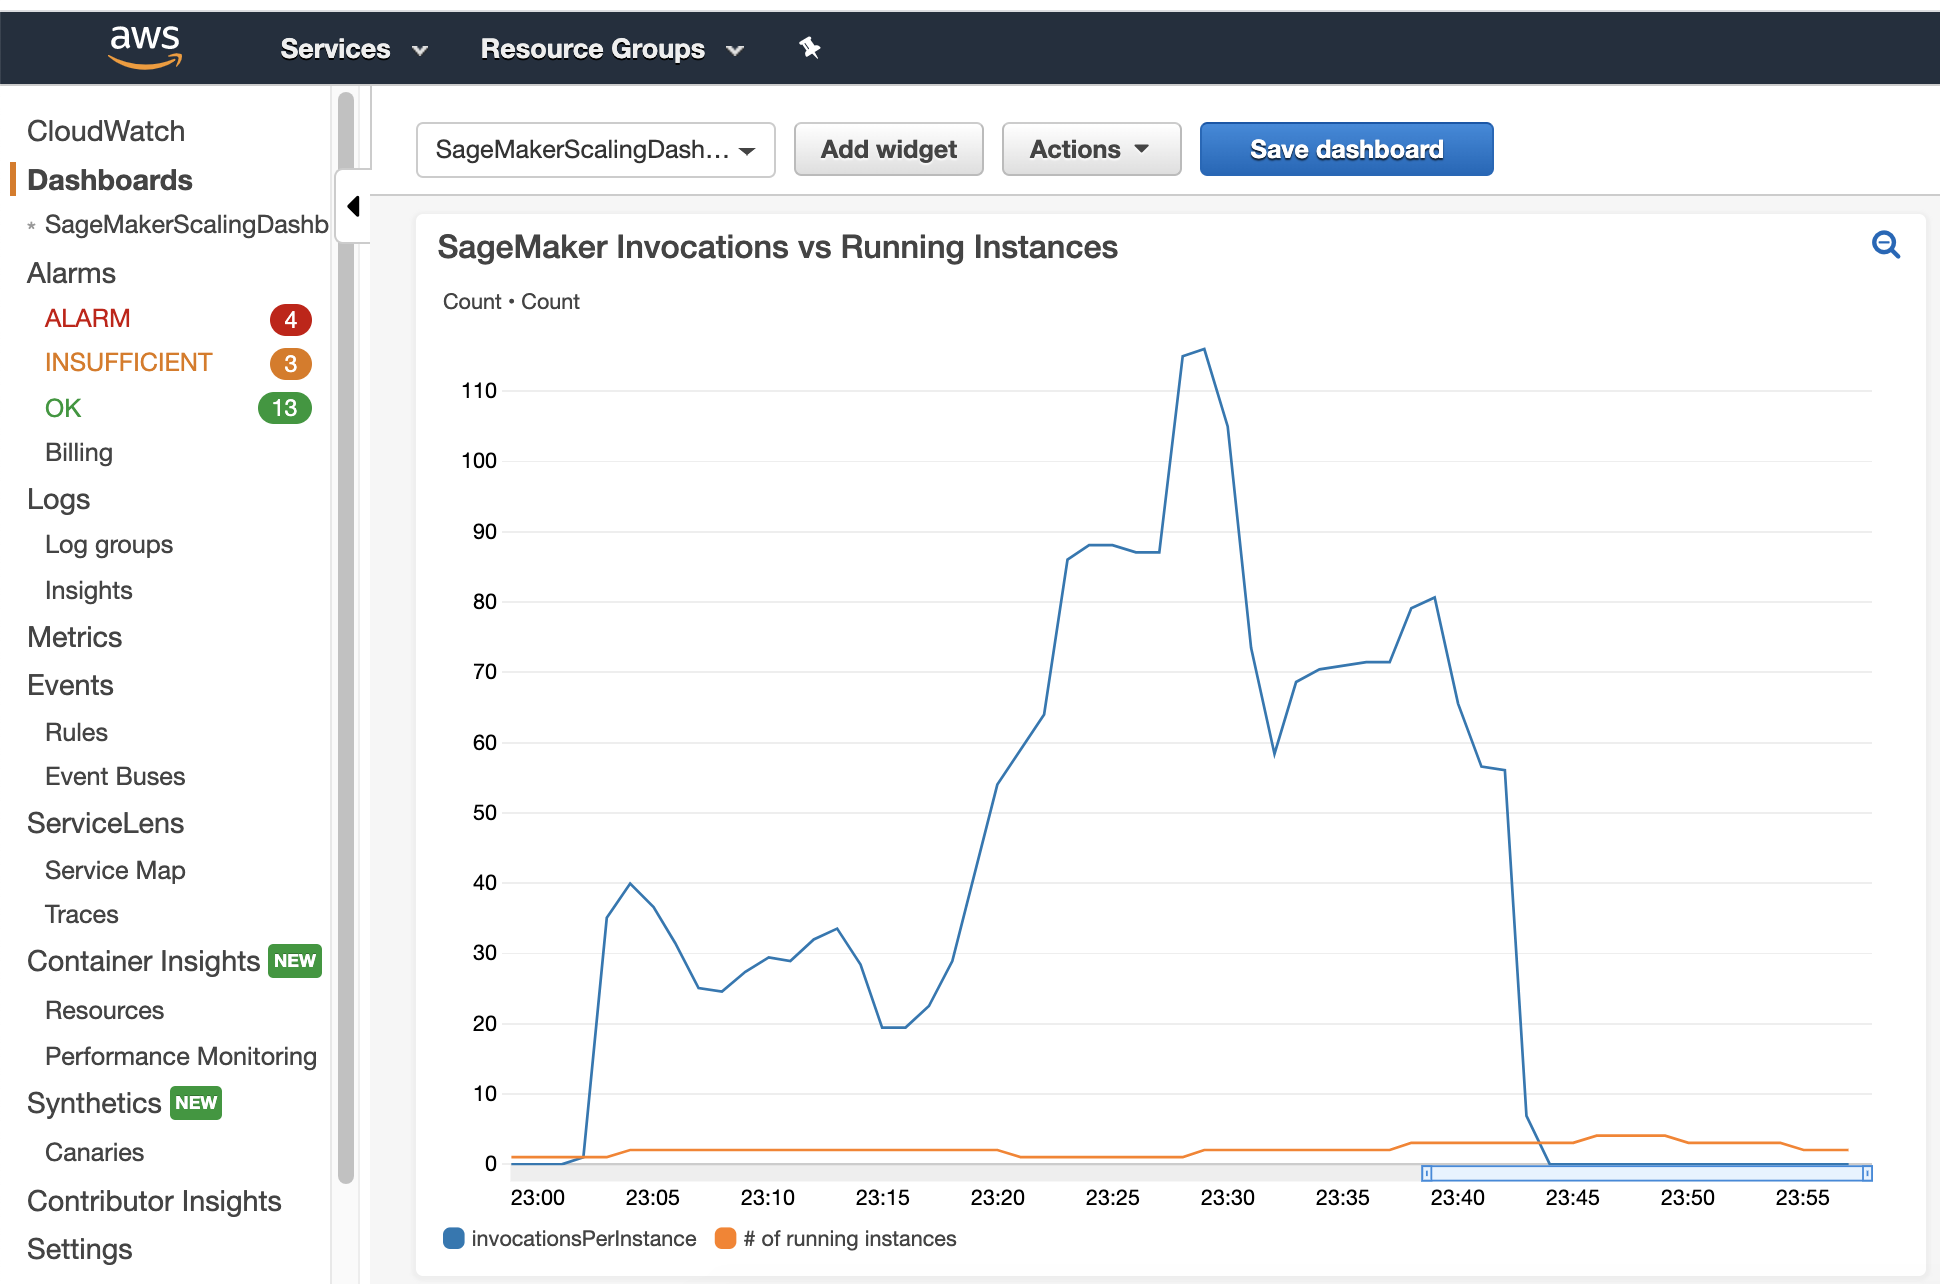 aws
Services
Resource Groups
CloudWatch
Dashboards
* SageMakerScalingDashb
Alarms
ALARM 4
INSUFFICIENT 3
OK 13
Billing
Logs
Log groups
Insights
Metrics
Events
Rules
Event Buses
ServiceLens
Service Map
Traces
Container Insights NEW
Resources
Performance Monitoring
Synthetics NEW
Canaries
Contributor Insights
Settings
SageMakerScalingDash... Add widget Actions Save dashboard
SageMaker Invocations vs Running Instances
Count • Count
110
100
90
80
70
60
50
40
30
20
10
0
23:00 23:05 23:10 23:15 23:20 23:25 23:30 23:35 23:40 23:45 23:50 23:55
invocationsPerInstance # of running instances